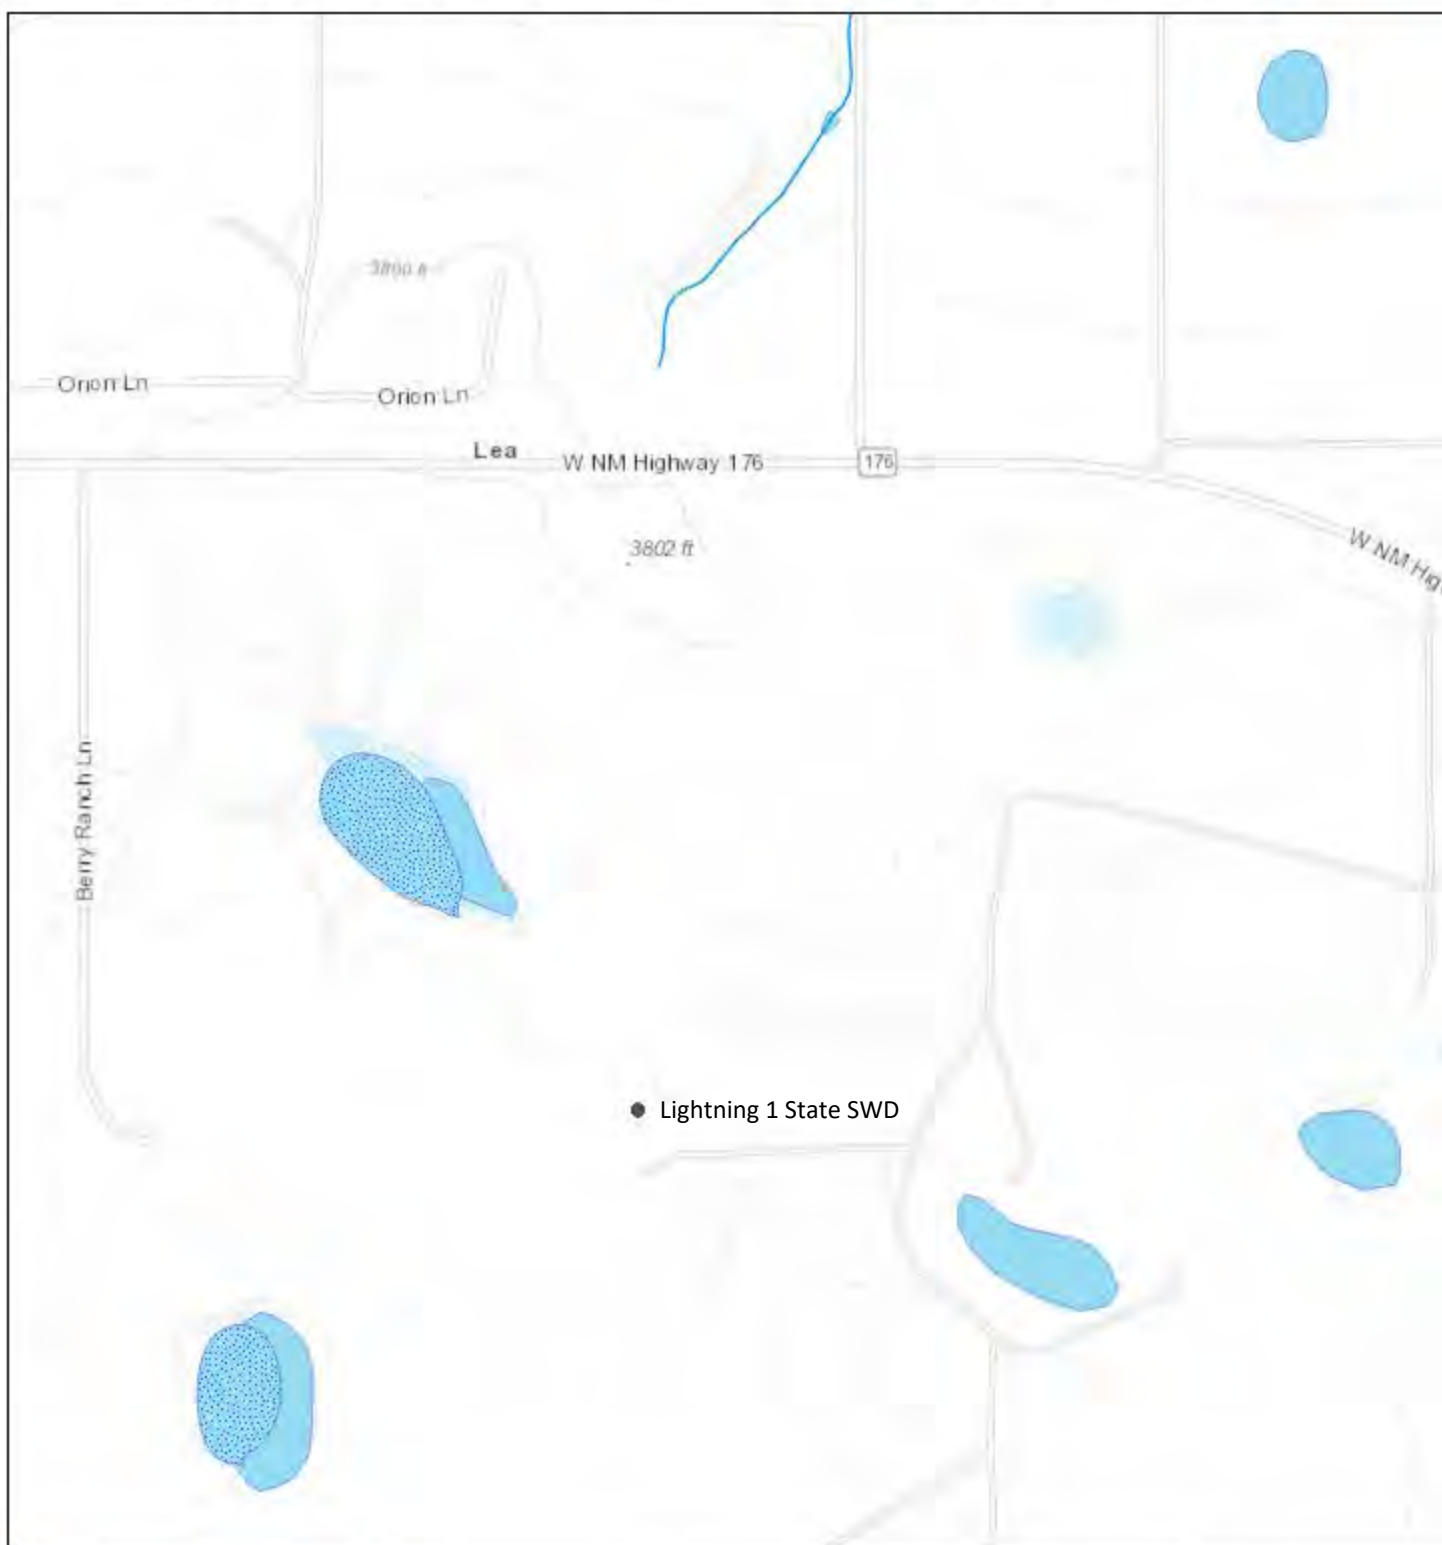 3800 ft
Orion Ln
Orion Ln
Lea
W NM Highway 176
176
3802 ft
W NM Hig
Berry Ranch Ln
Lightning 1 State SWD